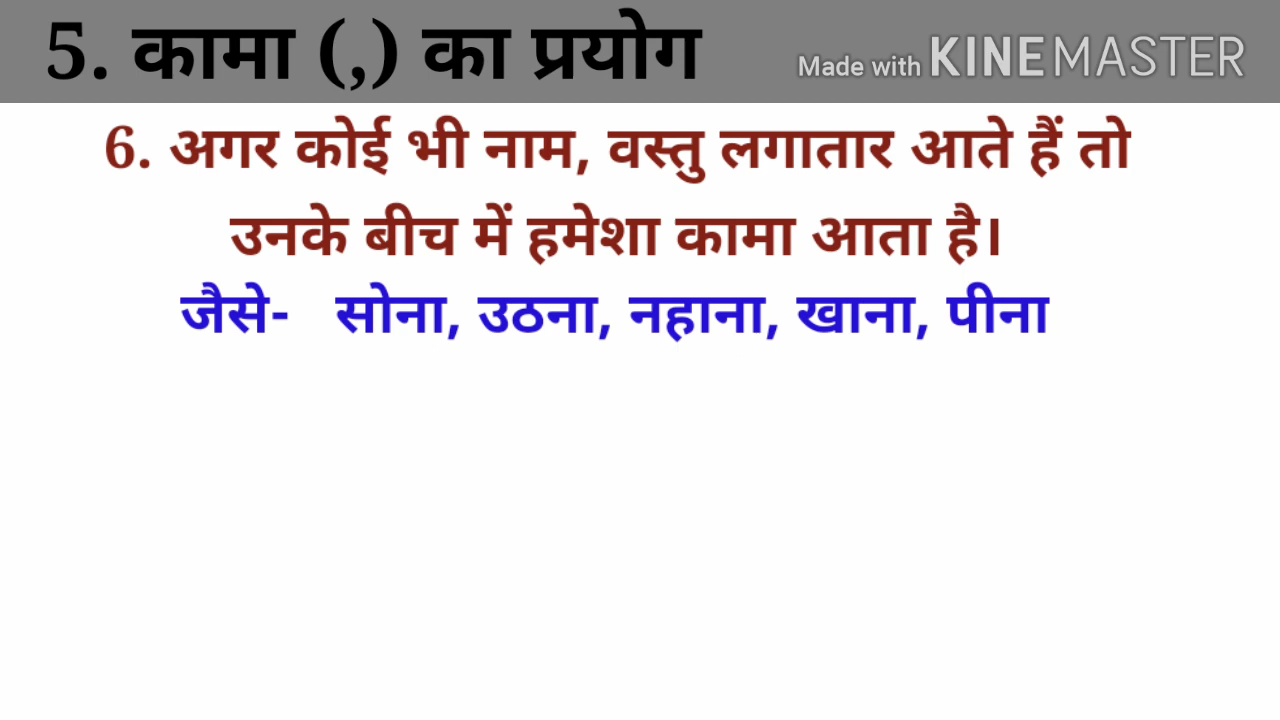 5. कामा (,) का प्रयोग
Made with KINEMASTER
6. अगर कोई भी नाम, वस्तु लगातार आते हैं तो
उनके बीच में हमेशा कामा आता है।
जैसे- सोना, उठना, नहाना, खाना, पीना